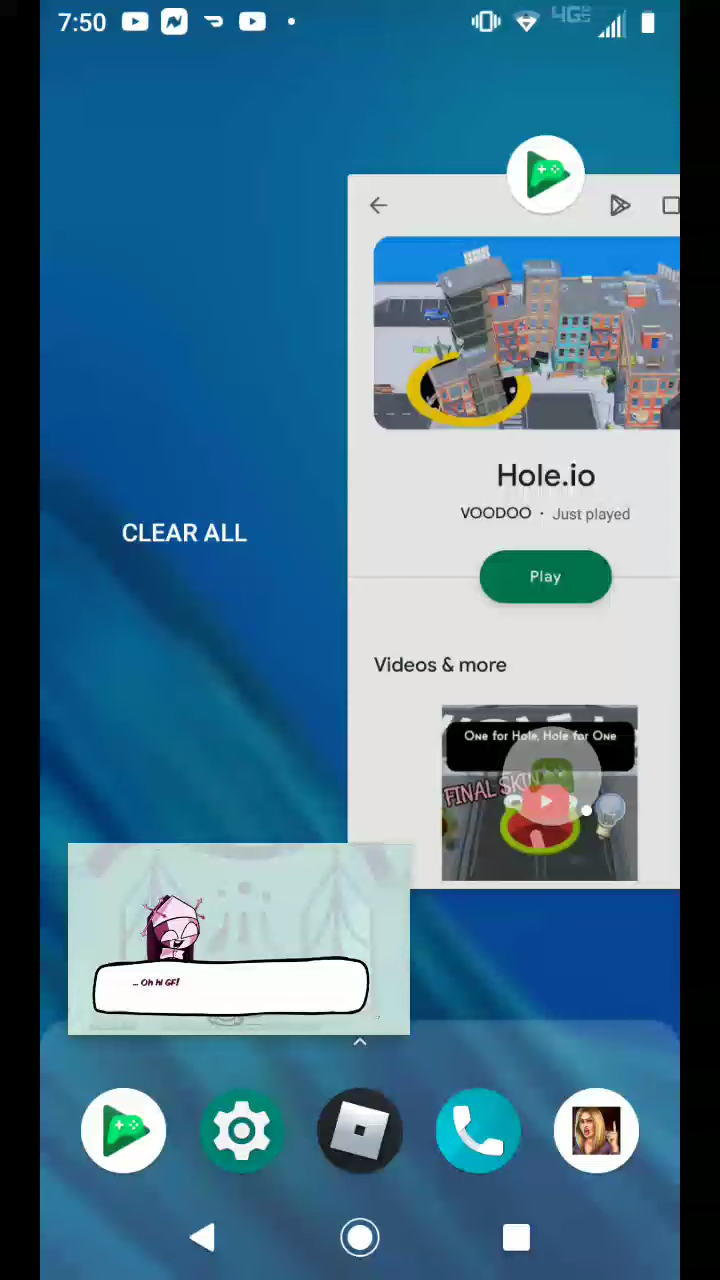 7:50
4G
Hole.io
VOODOO · Just played
CLEAR ALL
Play
Videos & more
One for Hole, Hole for One
FINAL SKIN
... Oh hi GF!